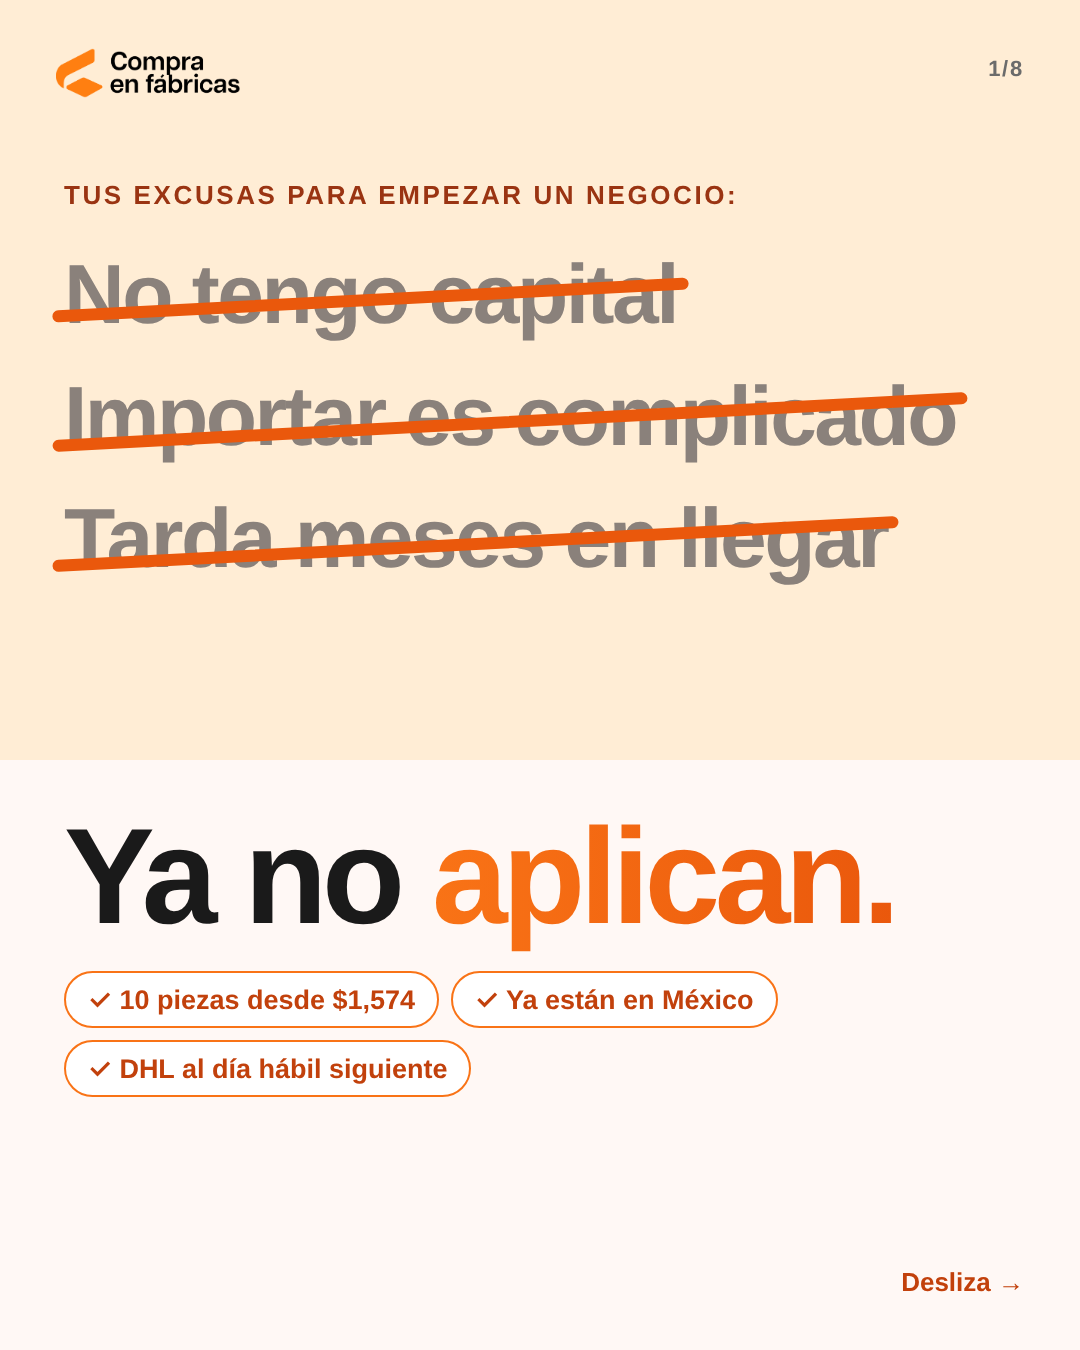 Compra
en fábricas
1/8
TUS EXCUSAS PARA EMPEZAR UN NEGOCIO:
No tengo capital
Importar es complicado
Tarda meses en llegar
Ya no aplican.
✓ 10 piezas desde $1,574
✓ Ya están en México
✓ DHL al día hábil siguiente
Desliza →